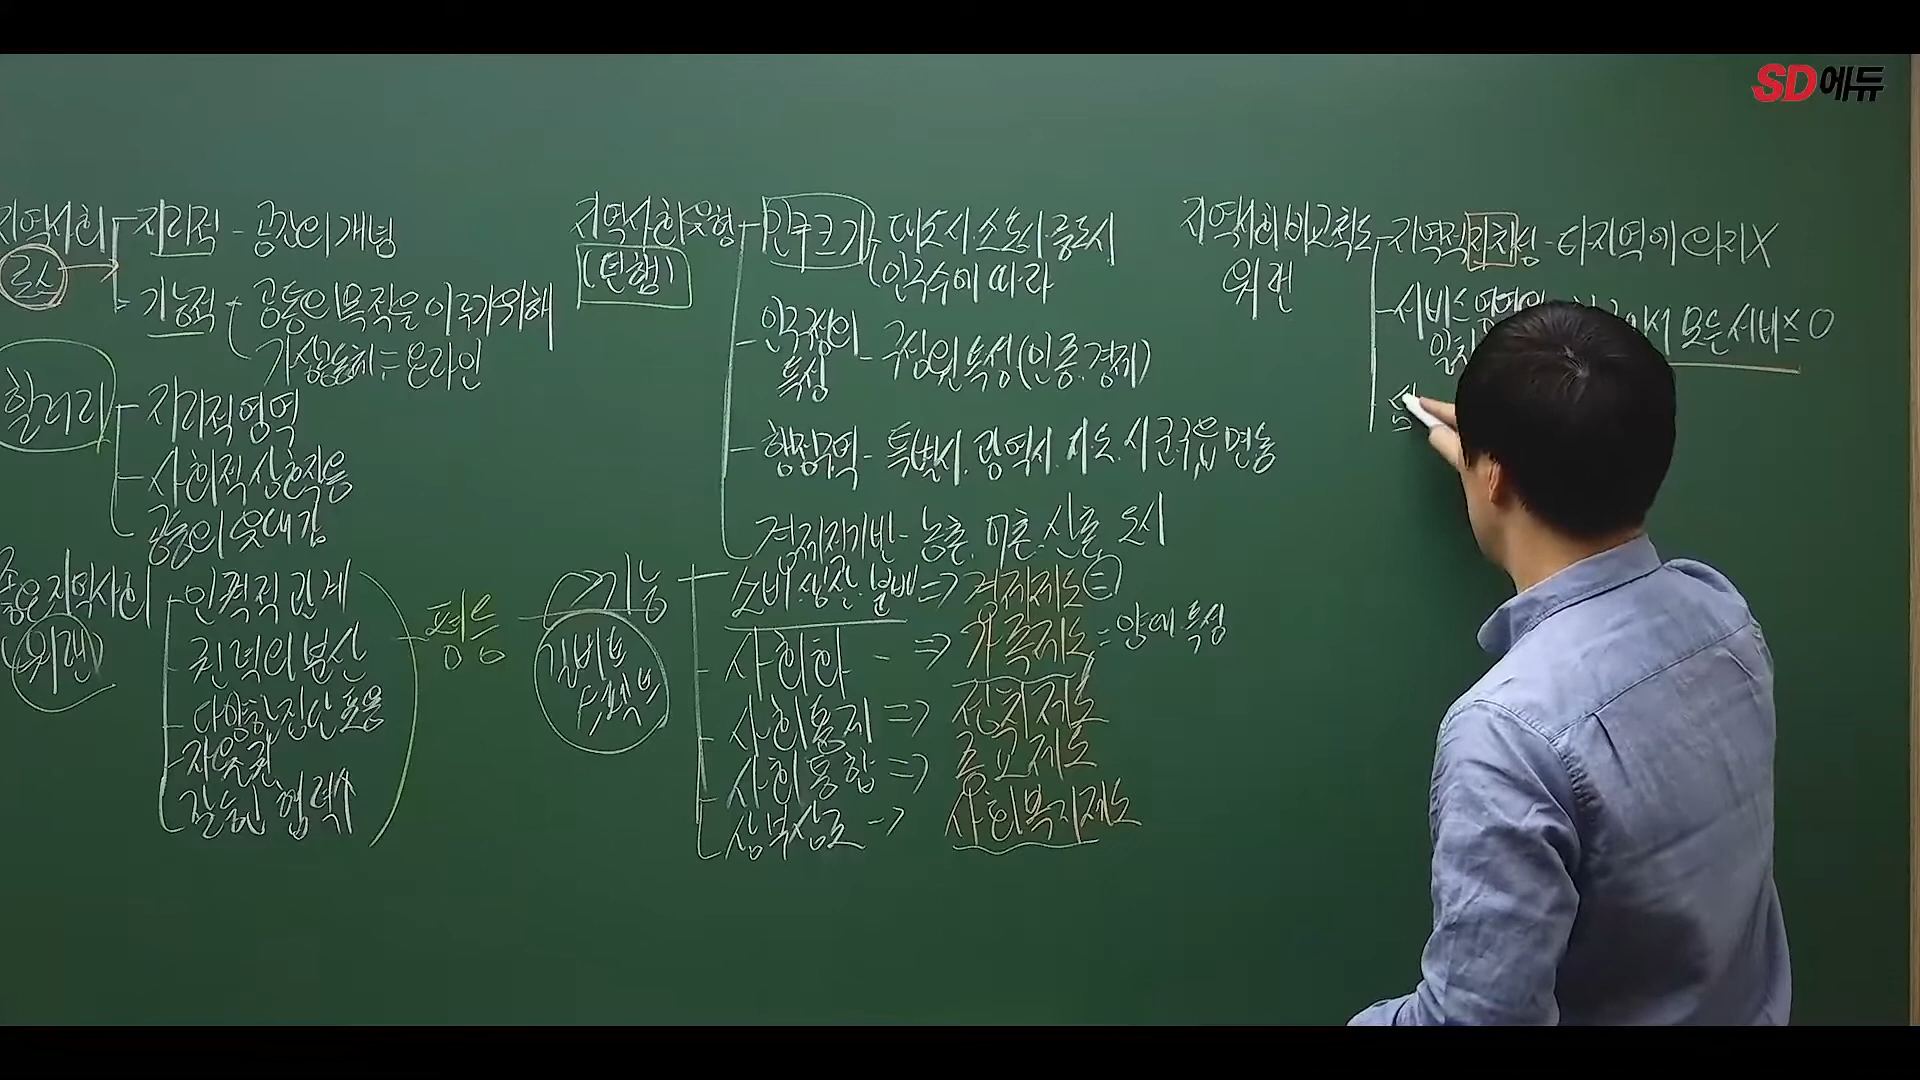 SD에듀
지역사회 지리적 - 공간의 개념
로스
기능적 공동의 목적을 이루기 위해
가상공동체 = 온라인
힐러리 지리적 영역
사회적 상호작용
공동의 유대감
좋은 지역사회
(워렌)
인격적 관계
권력의 분산
다양한 집단 포용
자율권
갈등 협력
평등
지역사회 유형
(던햄)
인구크기 대도시 소도시 중도시
인구수에 따라
인구 구성의
특성 - 구성원 특성(인종.경제)
행정구역 - 특별시. 광역시. 시.도. 시 군 구 읍 면 동
경제적기반 - 농촌. 어촌. 산촌. 도시
기능
길버트
스펙트
소비.생산.분배 => 경제제도
사회화 - => 가족제도
사회통제 => 정치제도
사회통합 => 종교제도
상부상조 -> 사회복지제도
지역사회 비교척도
워렌
지역적 자치성 - 타지역에 의지X
서비스 영역의
일치
에서 모든 서비스 O